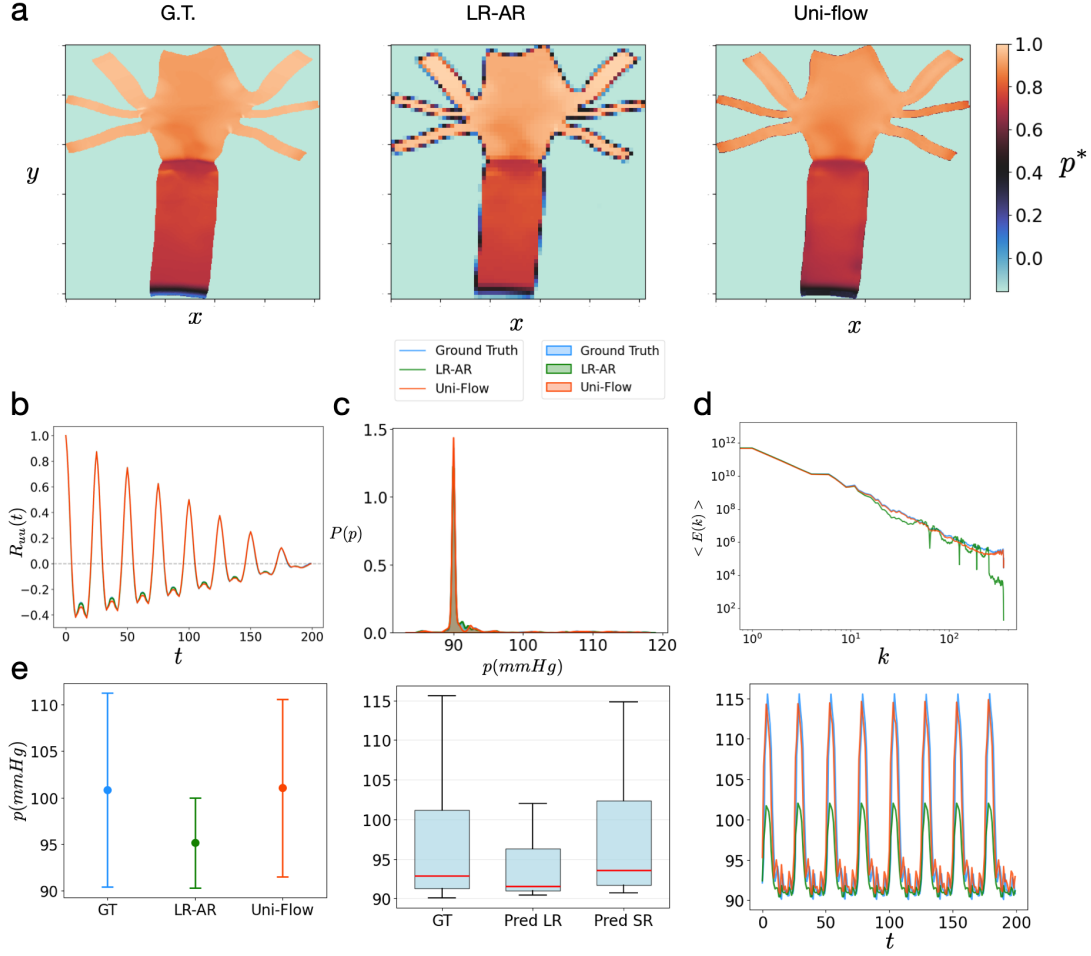 a
G.T.
LR-AR
Uni-flow
y
x
x
x
1.0
0.8
0.6
0.4
0.2
0.0
p*
Ground Truth
LR-AR
Uni-Flow
Ground Truth
LR-AR
Uni-Flow
b
1.0
0.8
0.6
0.4
0.2
0.0
−0.2
−0.4
R_{uu}(t)
0
50
100
150
200
t
c
1.5
1.0
0.5
0.0
P(p)
90
100
110
120
p(mmHg)
d
10^{12}
10^{10}
10^{8}
10^{6}
10^{4}
10^{2}
< E(k) >
10^{0}
10^{1}
10^{2}
k
e
110
105
100
95
90
p(mmHg)
GT
LR-AR
Uni-Flow
115
110
105
100
95
90
GT
Pred LR
Pred SR
115
110
105
100
95
90
0
50
100
150
200
t